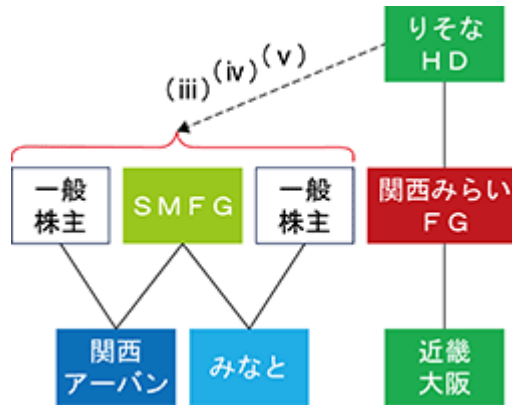 りそな
ＨＤ
(iii)(iv)(v)
一般
株主
ＳＭＦＧ
一般
株主
関西みらい
ＦＧ
関西
アーバン
みなと
近畿
大阪